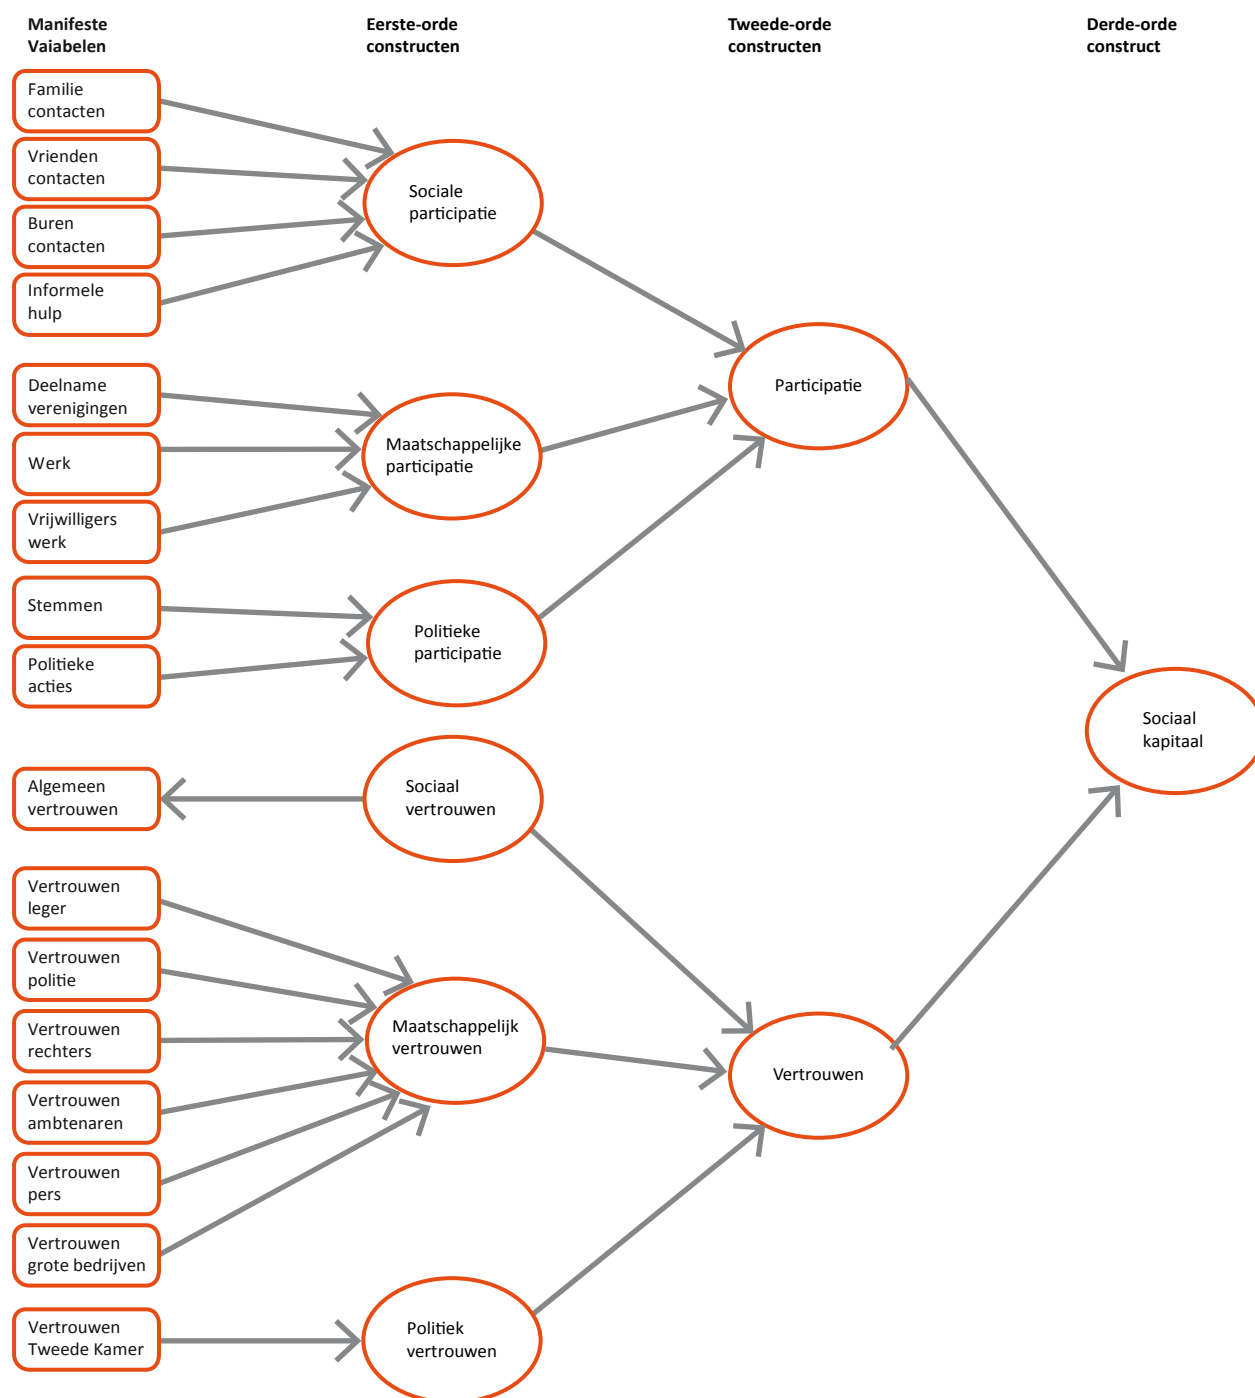 Manifeste
Vaiabelen
Eerste-orde
constructen
Tweede-orde
constructen
Derde-orde
construct
Familie
contacten
Vrienden
contacten
Buren
contacten
Informele
hulp
Sociale
participatie
Deelname
verenigingen
Werk
Vrijwilligers
werk
Maatschappelijke
participatie
Participatie
Stemmen
Politieke
acties
Politieke
participatie
Sociaal
kapitaal
Algemeen
vertrouwen
Sociaal
vertrouwen
Vertrouwen
leger
Vertrouwen
politie
Vertrouwen
rechters
Vertrouwen
ambtenaren
Vertrouwen
pers
Vertrouwen
grote bedrijven
Maatschappelijk
vertrouwen
Vertrouwen
Vertrouwen
Tweede Kamer
Politiek
vertrouwen